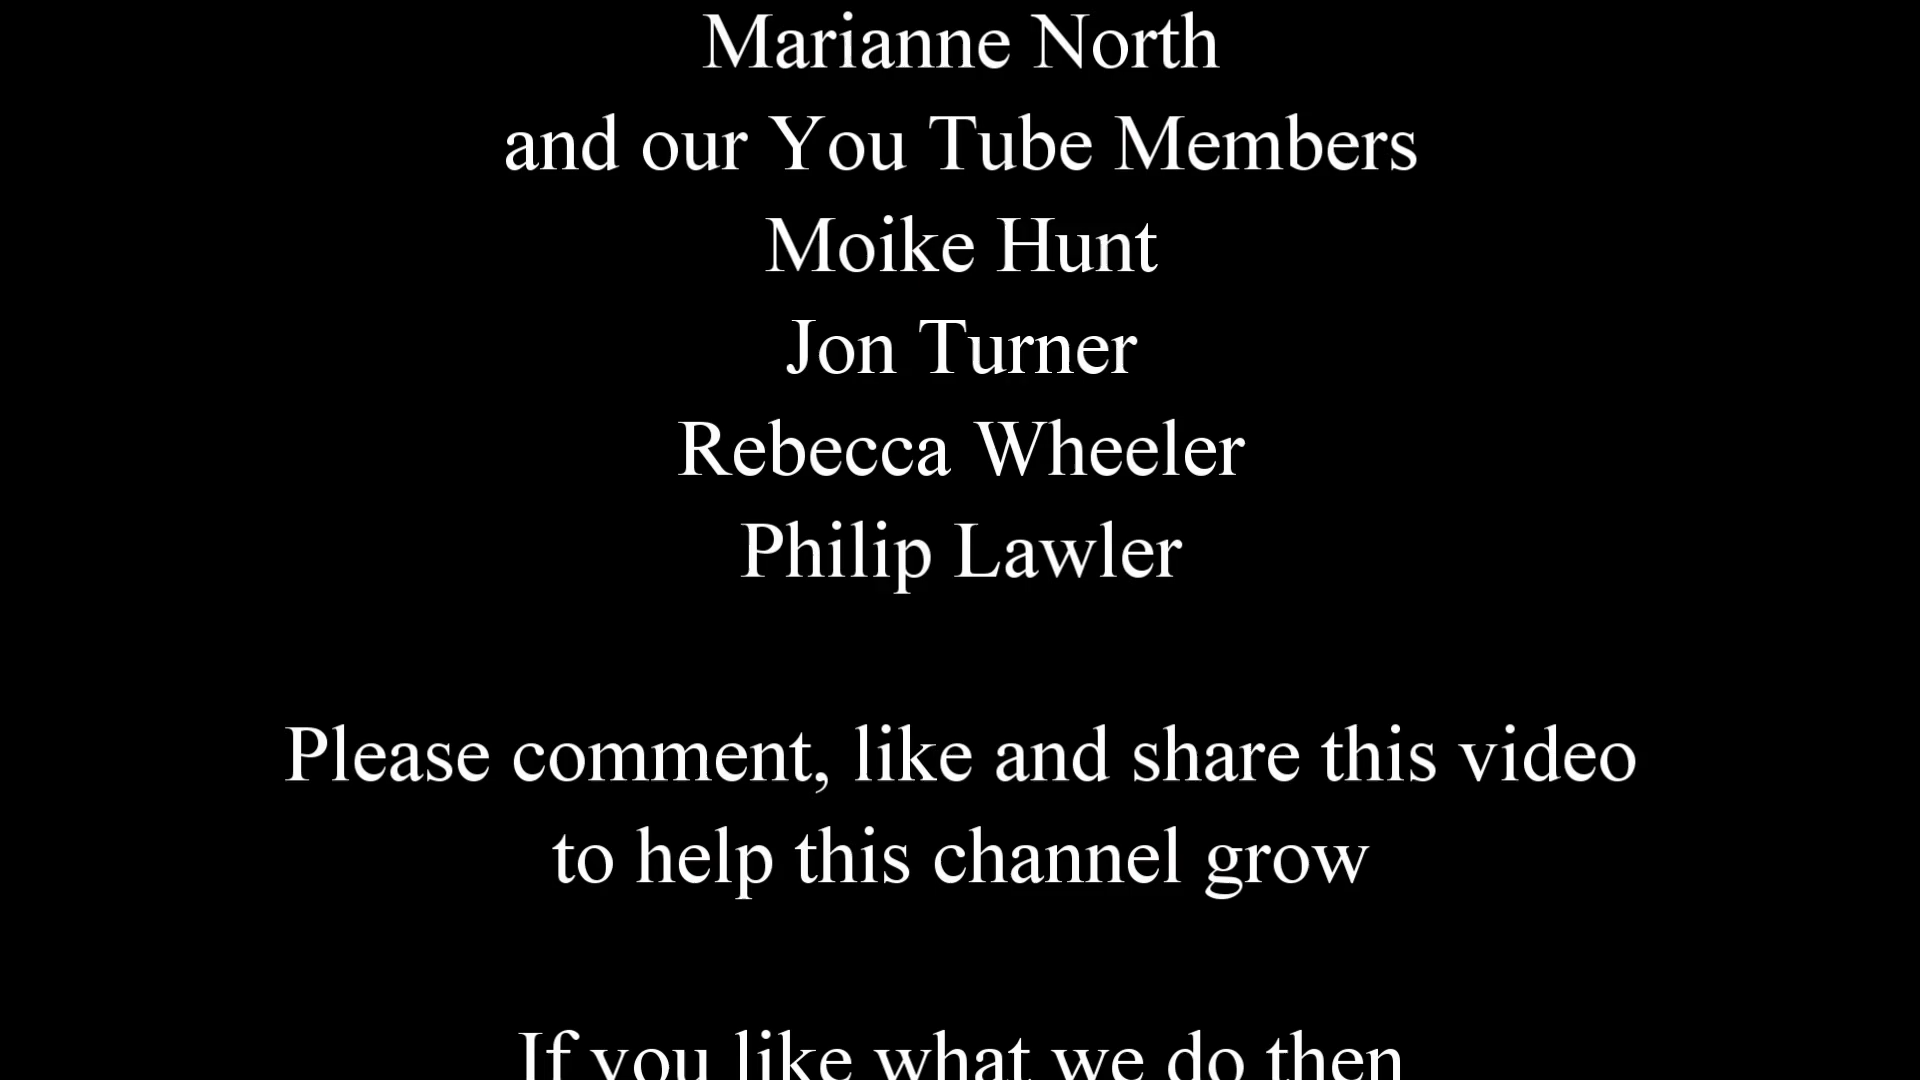 Marianne North
and our You Tube Members
Moike Hunt
Jon Turner
Rebecca Wheeler
Philip Lawler
Please comment, like and share this video
to help this channel grow
If you like what we do then